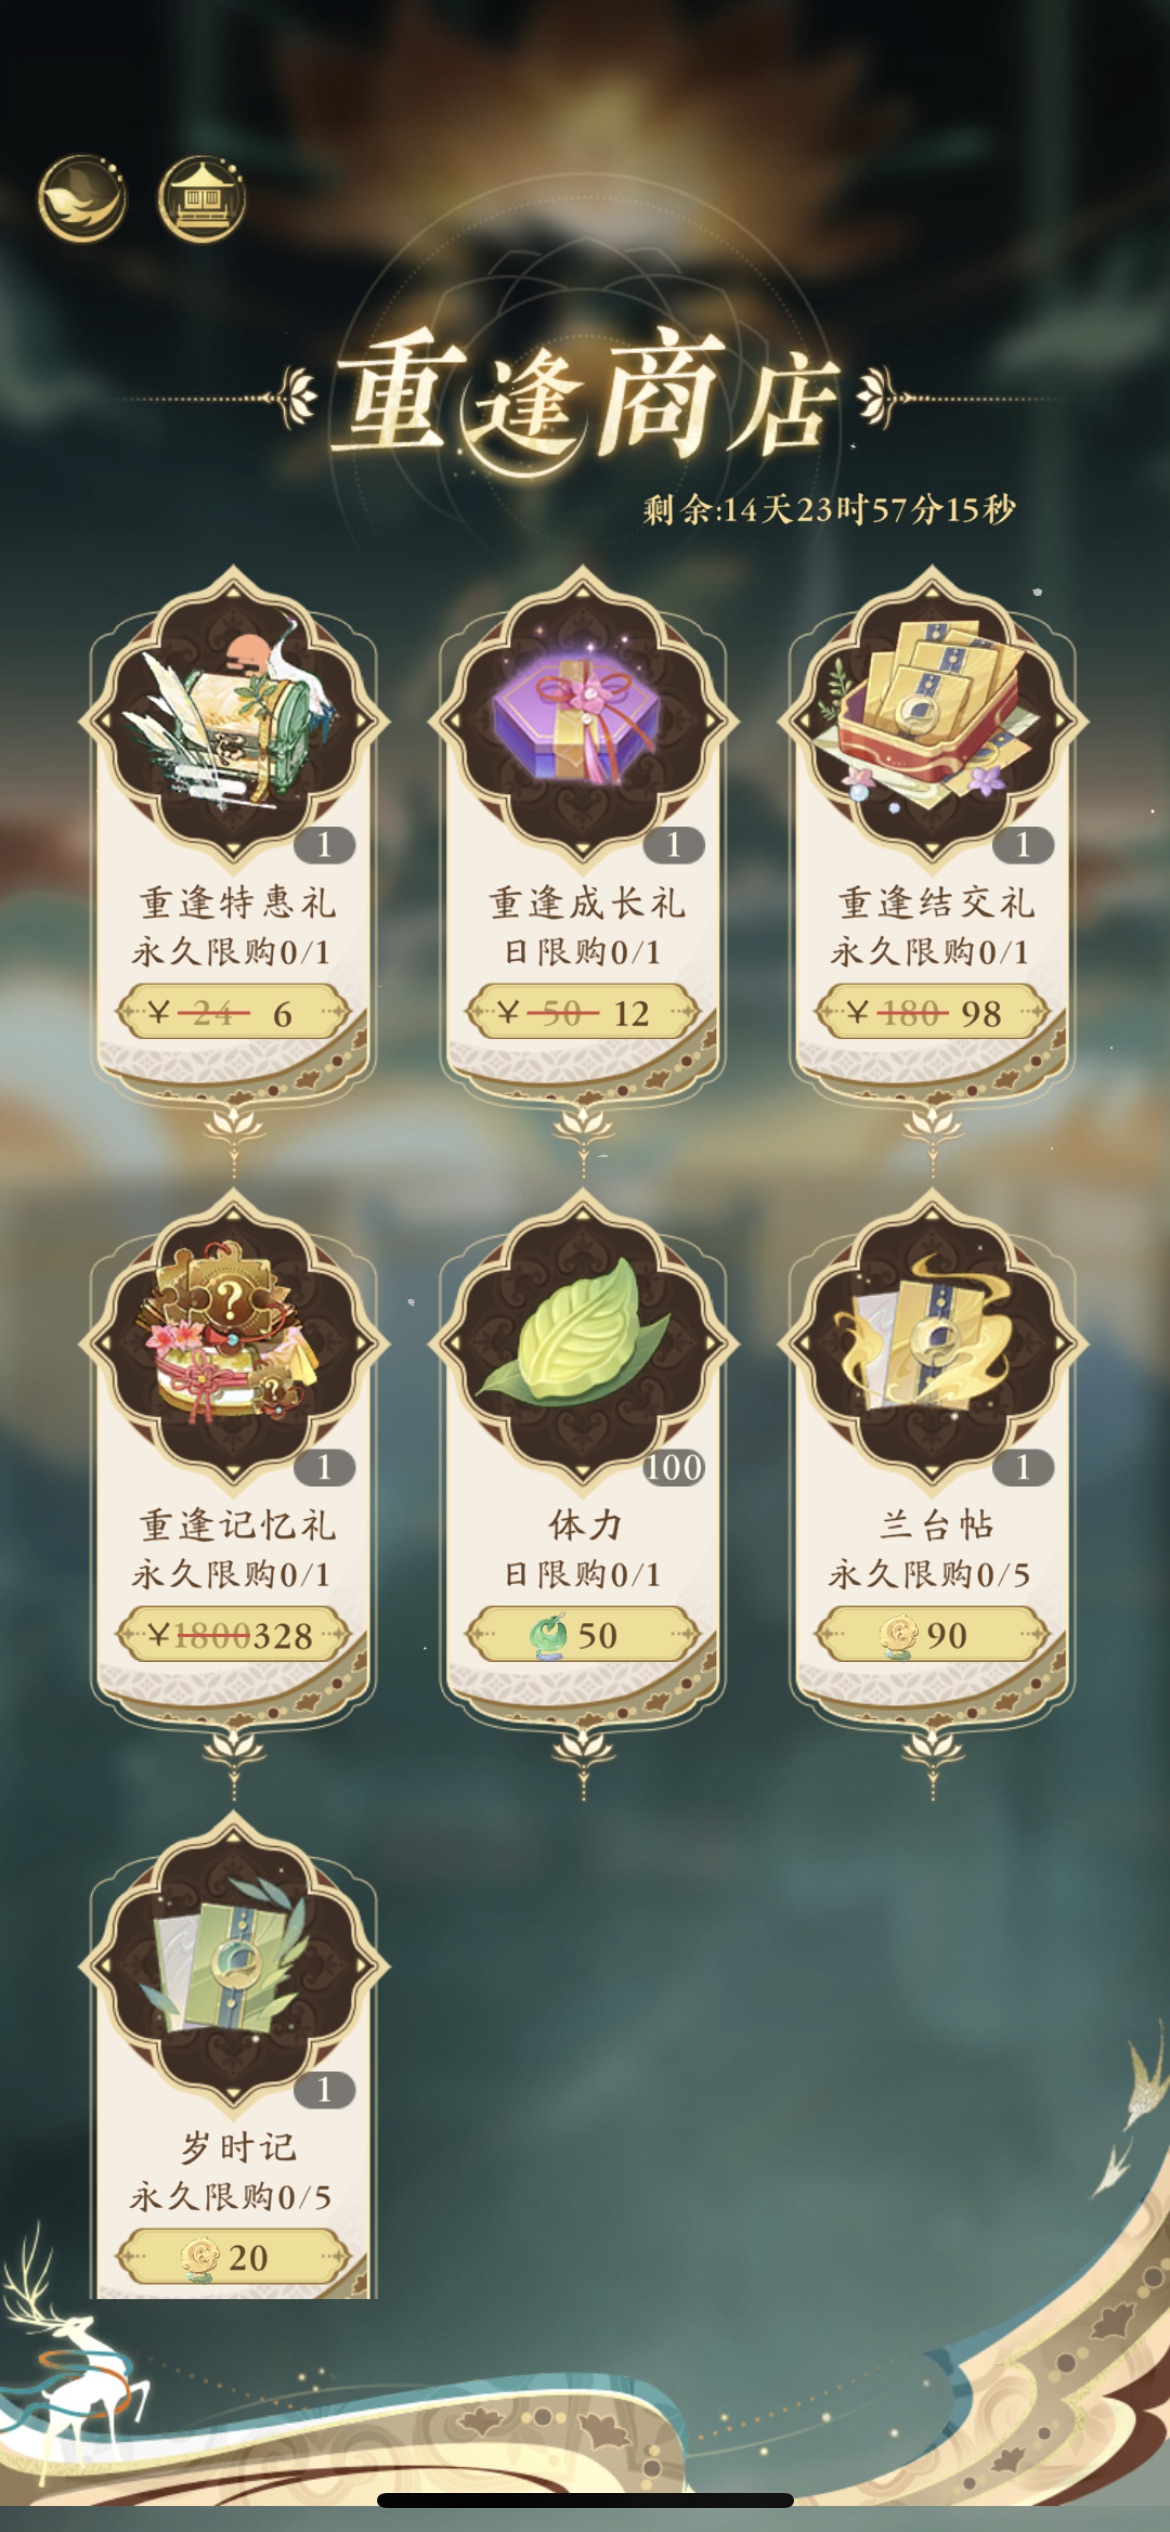 重逢商店
剩余:14天23时57分15秒
1
重逢特惠礼
永久限购0/1
¥ 24 6
1
重逢成长礼
日限购0/1
¥ 50 12
1
重逢结交礼
永久限购0/1
¥ 180 98
?
?
1
重逢记忆礼
永久限购0/1
¥1800328
100
体力
日限购0/1
50
1
兰台帖
永久限购0/5
90
1
岁时记
永久限购0/5
20